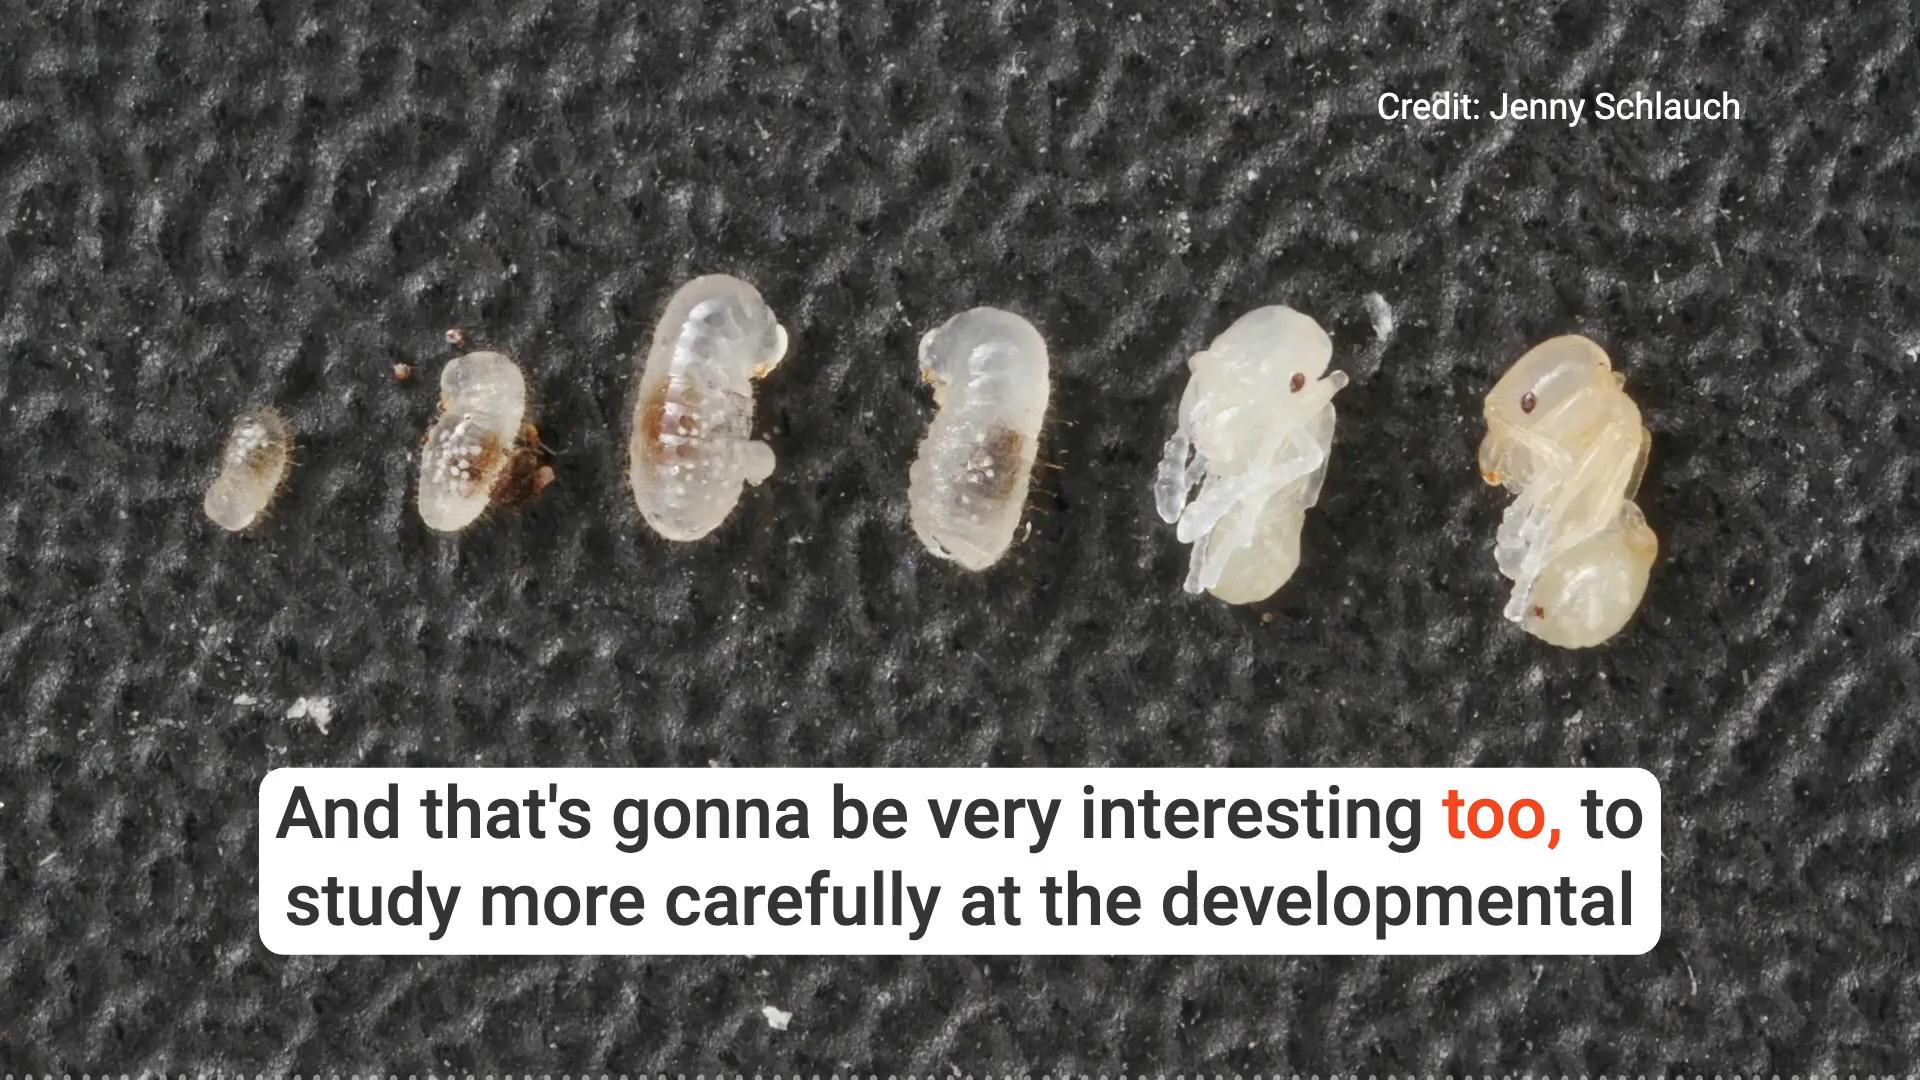 Credit: Jenny Schlauch
And that's gonna be very interesting too, to
study more carefully at the developmental